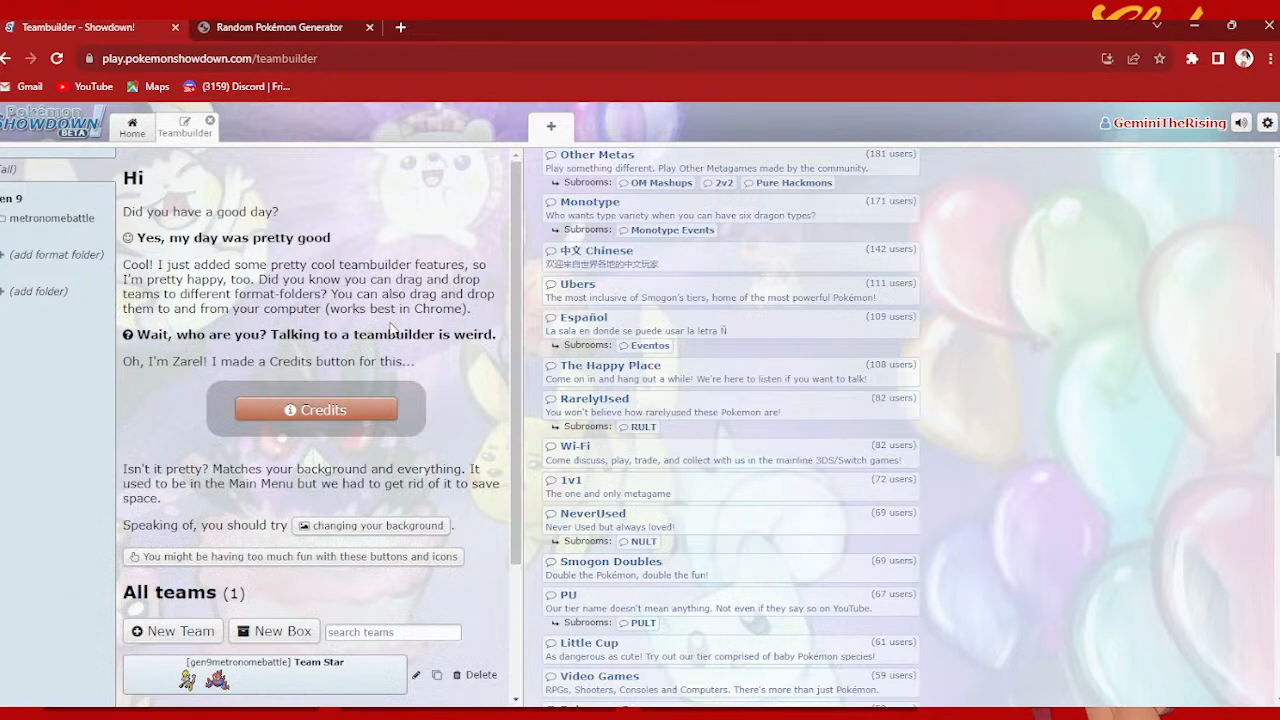 Teambuilder - Showdown!
Random Pokémon Generator
play.pokemonshowdown.com/teambuilder
Gmail
YouTube
Maps
(3159) Discord | Fri...
Pokémon
SHOWDOWN!
BETA
Home
Teambuilder
GeminiTheRising
all)
en 9
metronomebattle
(add format folder)
(add folder)
Hi
Did you have a good day?
Yes, my day was pretty good
Cool! I just added some pretty cool teambuilder features, so
I'm pretty happy, too. Did you know you can drag and drop
teams to different format-folders? You can also drag and drop
them to and from your computer (works best in Chrome).
Wait, who are you? Talking to a teambuilder is weird.
Oh, I'm Zarel! I made a Credits button for this...
Credits
Isn't it pretty? Matches your background and everything. It
used to be in the Main Menu but we had to get rid of it to save
space.
Speaking of, you should try changing your background.
You might be having too much fun with these buttons and icons
All teams (1)
New Team
New Box
search teams
[gen9metronomebattle] Team Star
Delete
Other Metas (181 users)
Play something different. Play Other Metagames made by the community.
Subrooms: OM Mashups 2v2 Pure Hackmons
Monotype (171 users)
Who wants type variety when you can have six dragon types?
Subrooms: Monotype Events
中文 Chinese (142 users)
欢迎来自世界各地的中文玩家
Ubers (111 users)
The most inclusive of Smogon's tiers, home of the most powerful Pokémon!
Español (109 users)
La sala en donde se puede usar la letra Ñ
Subrooms: Eventos
The Happy Place (108 users)
Come on in and hang out a while! We're here to listen if you want to talk!
RarelyUsed (82 users)
You won't believe how rarelyused these Pokemon are!
Subrooms: RULT
Wi-Fi (82 users)
Come discuss, play, trade, and collect with us in the mainline 3DS/Switch games!
1v1 (72 users)
The one and only metagame
NeverUsed (69 users)
Never Used but always loved!
Subrooms: NULT
Smogon Doubles (69 users)
Double the Pokémon, double the fun!
PU (67 users)
Our tier name doesn't mean anything. Not even if they say so on YouTube.
Subrooms: PULT
Little Cup (61 users)
As dangerous as cute! Try out our tier comprised of baby Pokémon species!
Video Games (59 users)
RPGs, Shooters, Consoles and Computers. There's more than just Pokémon.